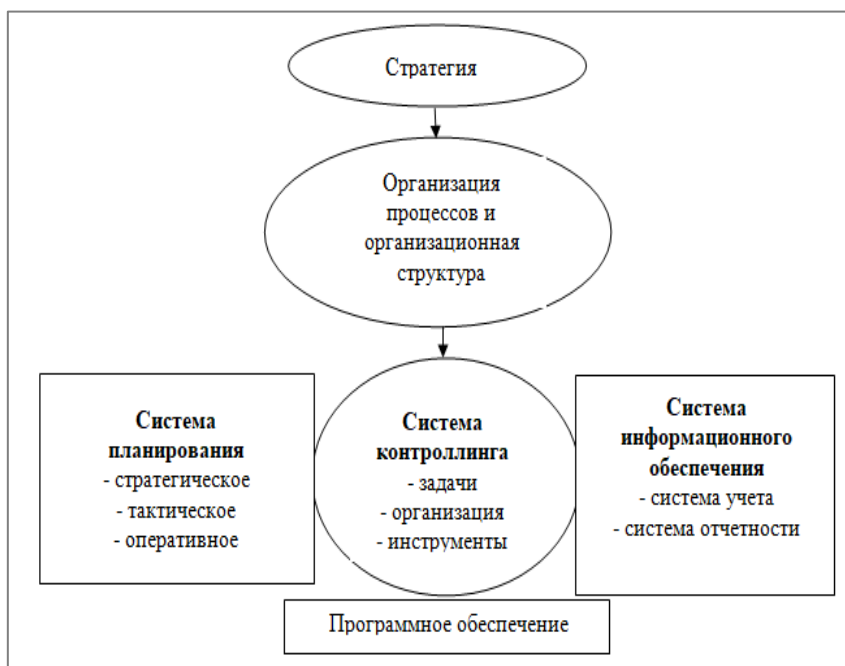 Стратегия
Организация
процессов и
организационная
структура
Система
планирования
- стратегическое
- тактическое
- оперативное
Система
контроллинга
- задачи
- организация
- инструменты
Система
информационного
обеспечения
- система учета
- система отчетности
Программное обеспечение